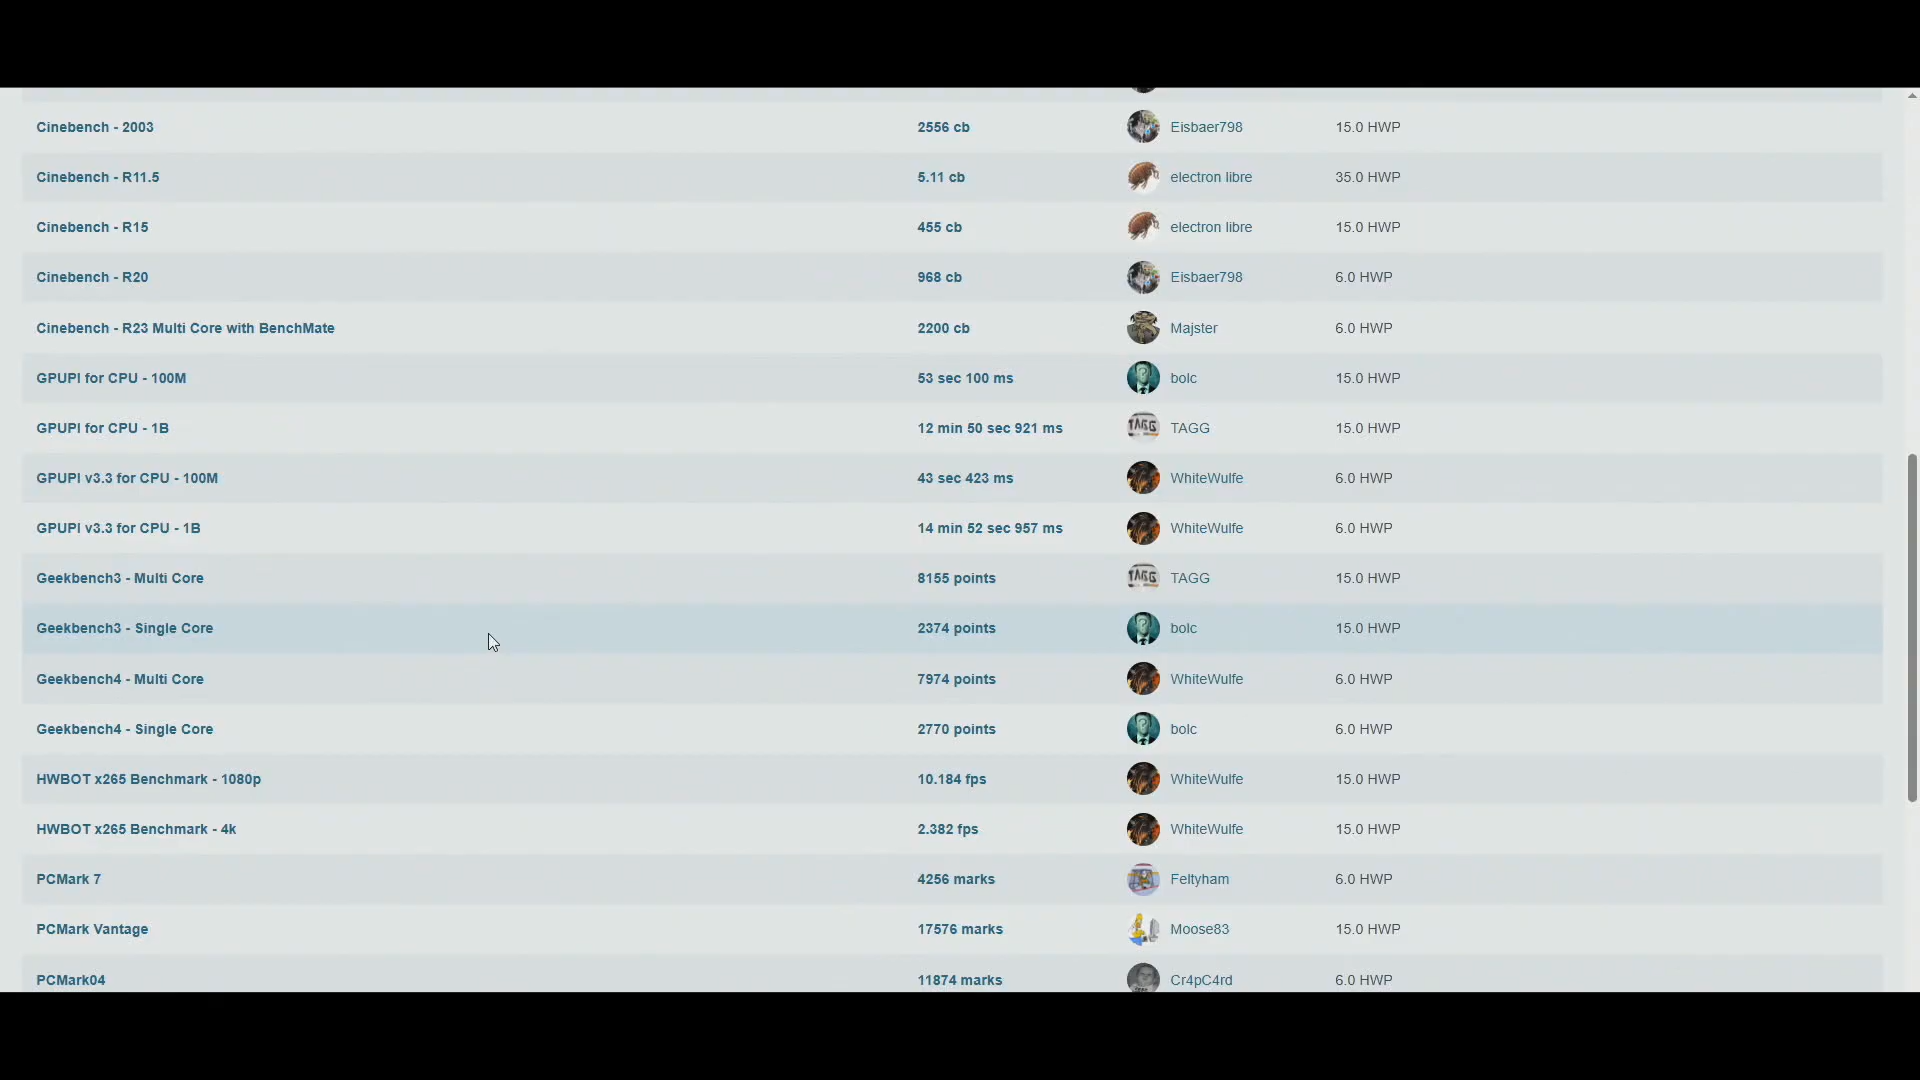 Cinebench - 2003 2556 cb Eisbaer798 15.0 HWP
Cinebench - R11.5 5.11 cb electron libre 35.0 HWP
Cinebench - R15 455 cb electron libre 15.0 HWP
Cinebench - R20 968 cb Eisbaer798 6.0 HWP
Cinebench - R23 Multi Core with BenchMate 2200 cb Majster 6.0 HWP
GPUPI for CPU - 100M 53 sec 100 ms bolc 15.0 HWP
GPUPI for CPU - 1B 12 min 50 sec 921 ms TAGG TAGG 15.0 HWP
GPUPI v3.3 for CPU - 100M 43 sec 423 ms WhiteWulfe 6.0 HWP
GPUPI v3.3 for CPU - 1B 14 min 52 sec 957 ms WhiteWulfe 6.0 HWP
Geekbench3 - Multi Core 8155 points TAGG TAGG 15.0 HWP
Geekbench3 - Single Core 2374 points bolc 15.0 HWP
Geekbench4 - Multi Core 7974 points WhiteWulfe 6.0 HWP
Geekbench4 - Single Core 2770 points bolc 6.0 HWP
HWBOT x265 Benchmark - 1080p 10.184 fps WhiteWulfe 15.0 HWP
HWBOT x265 Benchmark - 4k 2.382 fps WhiteWulfe 15.0 HWP
PCMark 7 4256 marks Feltyham 6.0 HWP
PCMark Vantage 17576 marks Moose83 15.0 HWP
PCMark04 11874 marks Cr4pC4rd 6.0 HWP